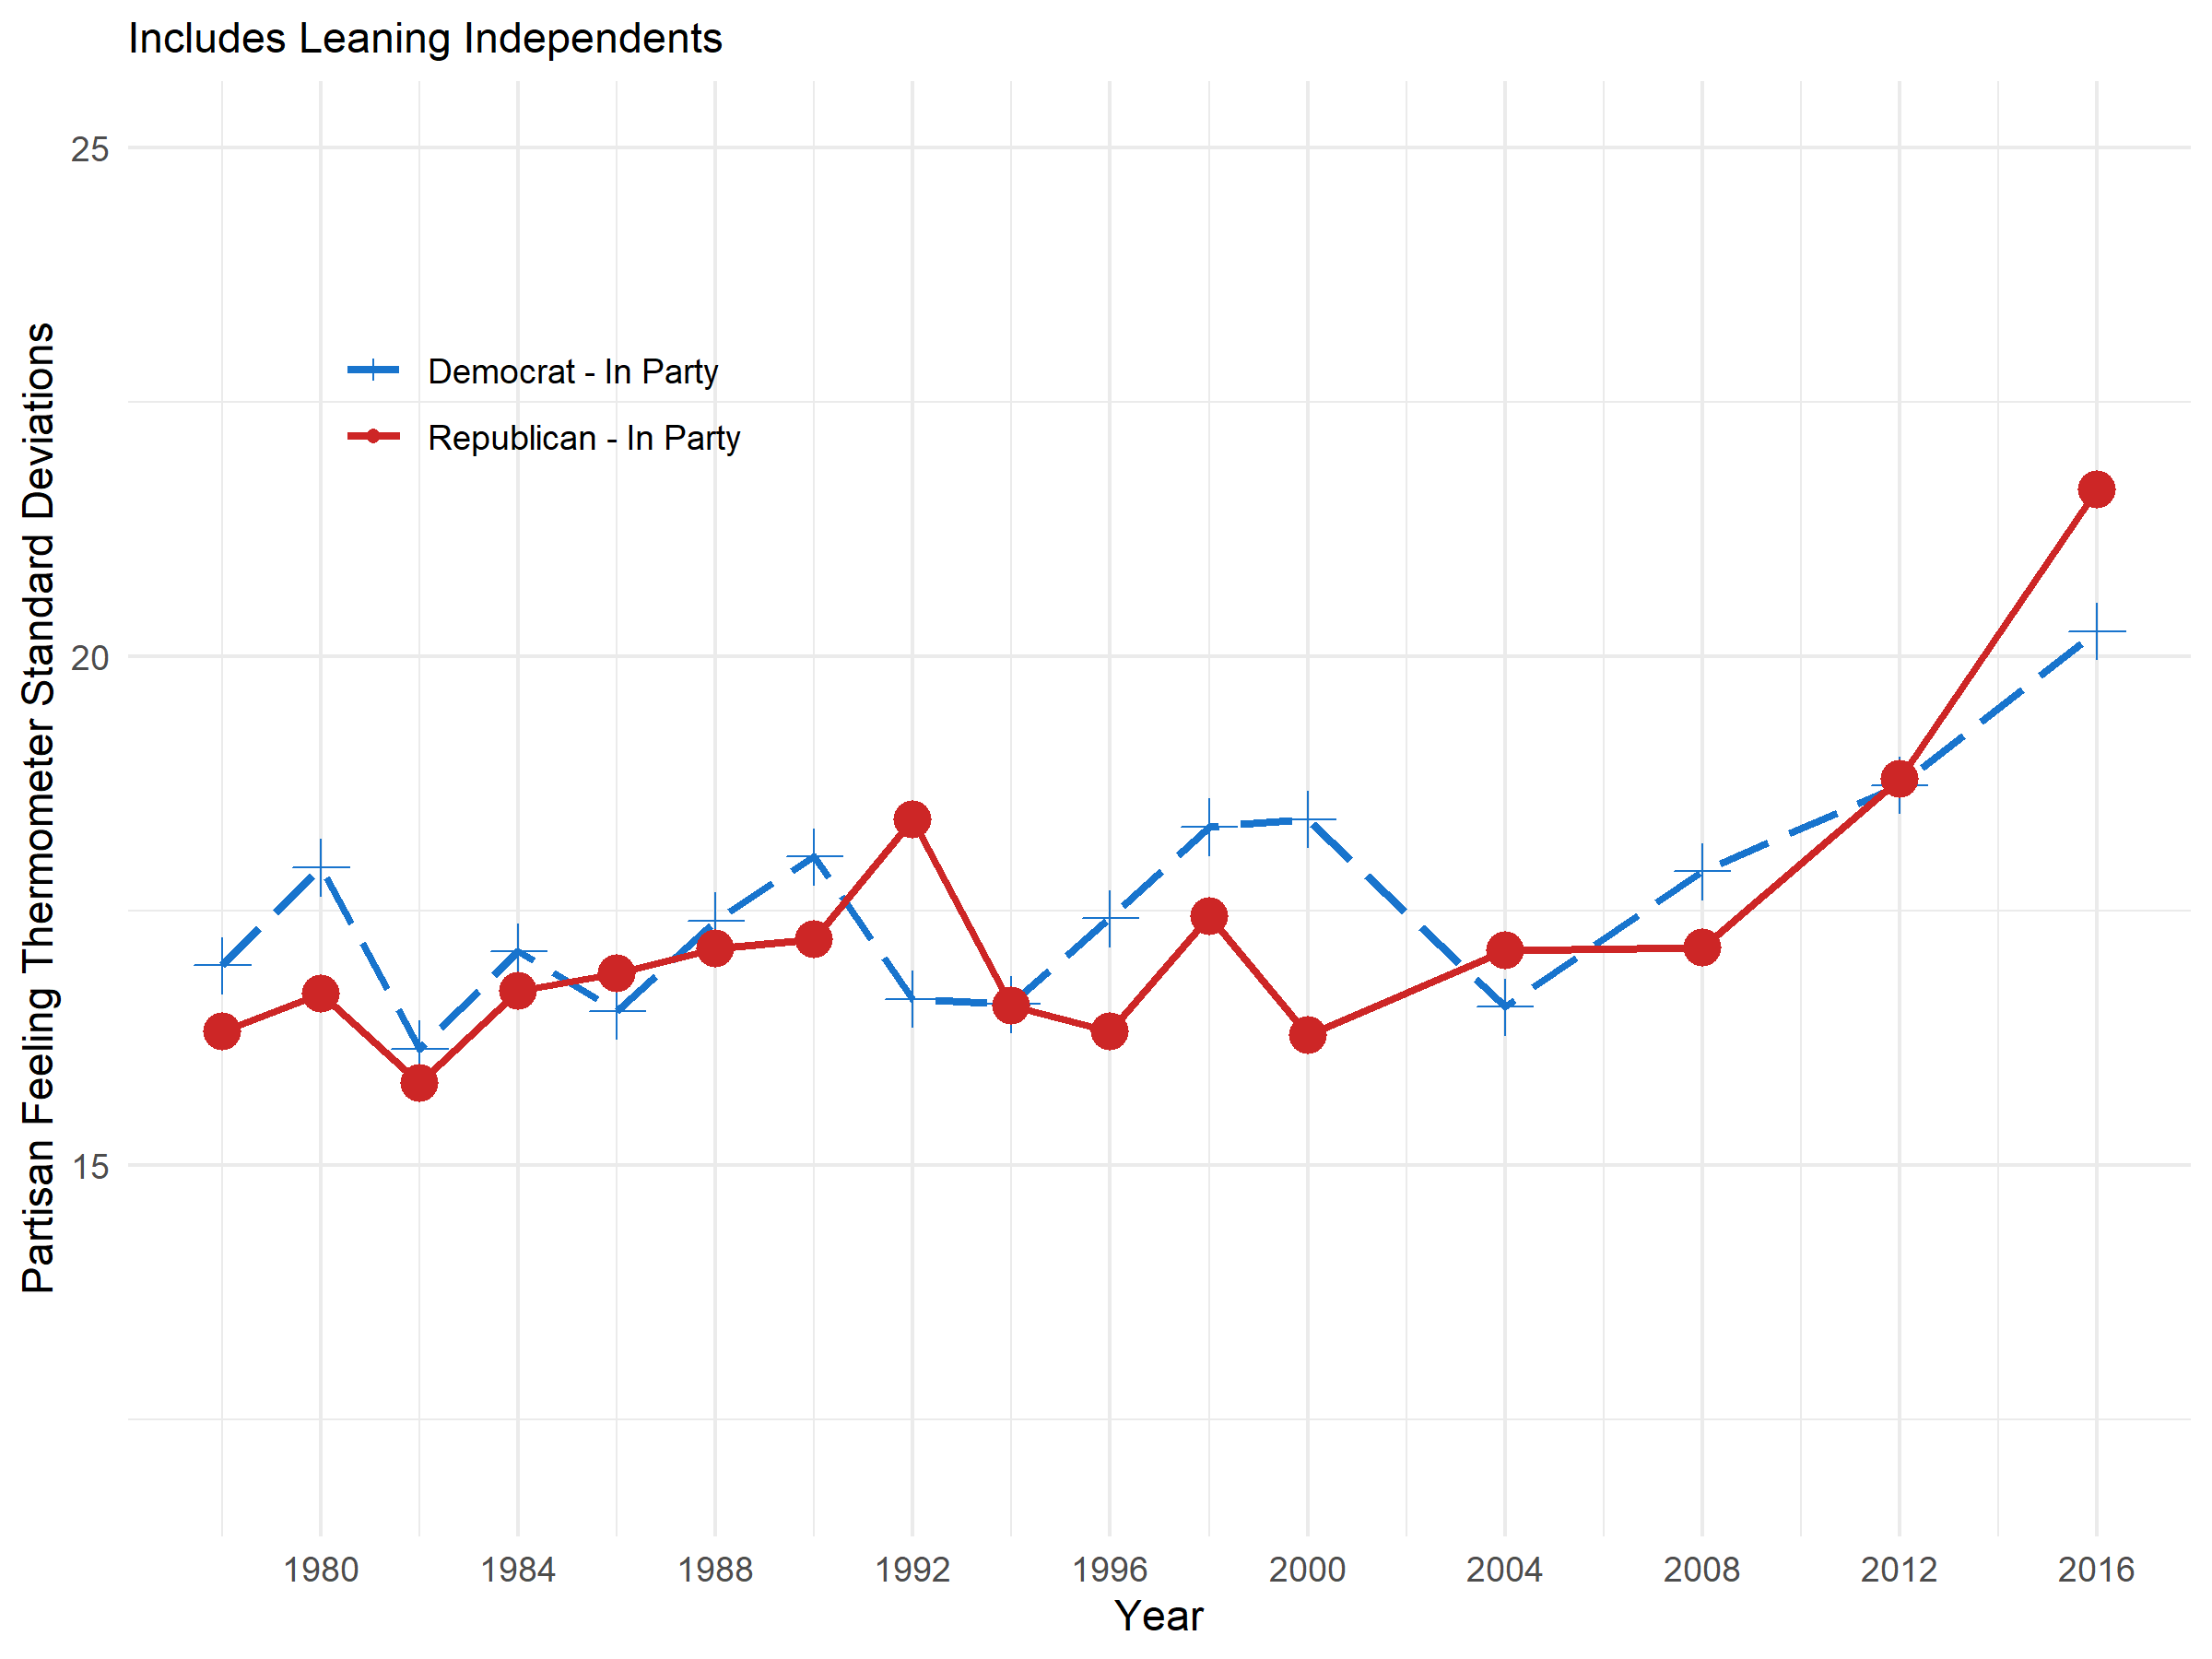 Includes Leaning Independents
Partisan Feeling Thermometer Standard Deviations
25
20
15
Democrat - In Party
Republican - In Party
1980 1984 1988 1992 1996 2000 2004 2008 2012 2016
Year